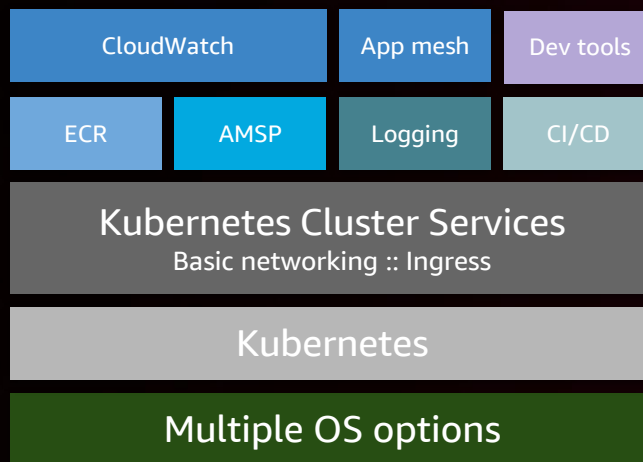 CloudWatch
App mesh
Dev tools
ECR
AMSP
Logging
CI/CD
Kubernetes Cluster Services
Basic networking :: Ingress
Kubernetes
Multiple OS options